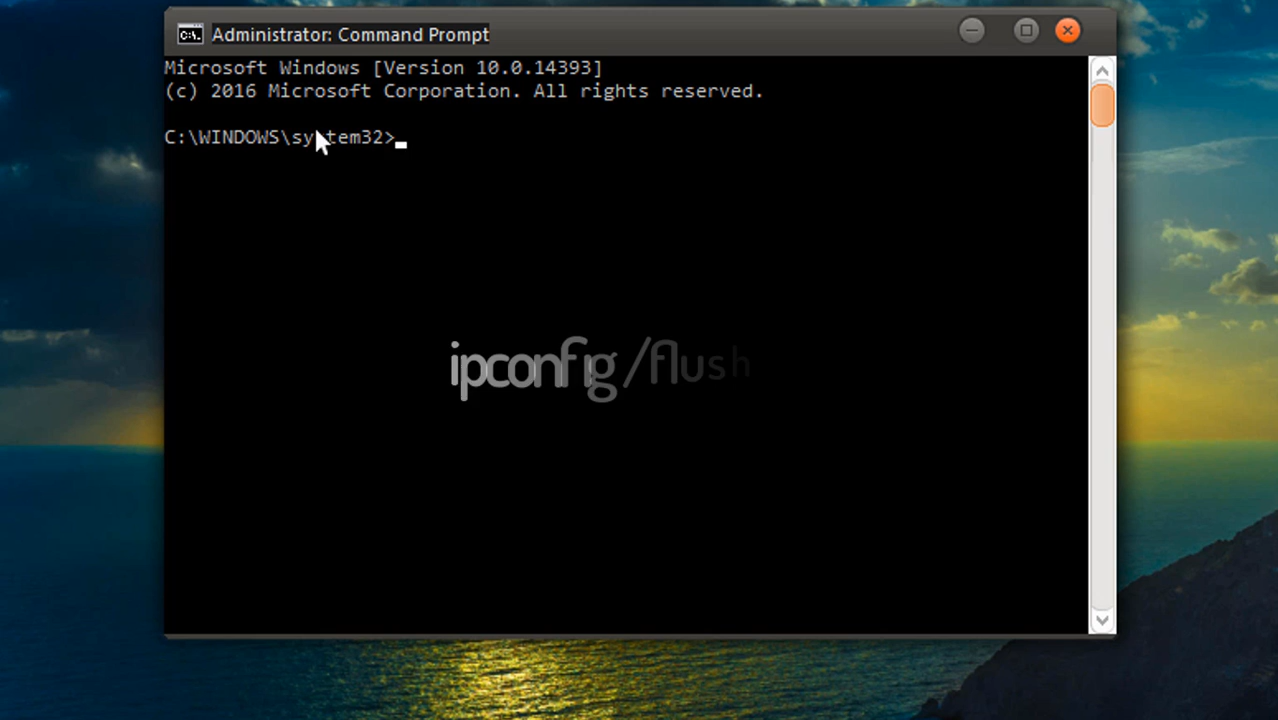 Administrator: Command Prompt
Microsoft Windows [Version 10.0.14393]
(c) 2016 Microsoft Corporation. All rights reserved.
C:\WINDOWS\system32>
ipconfig/flush